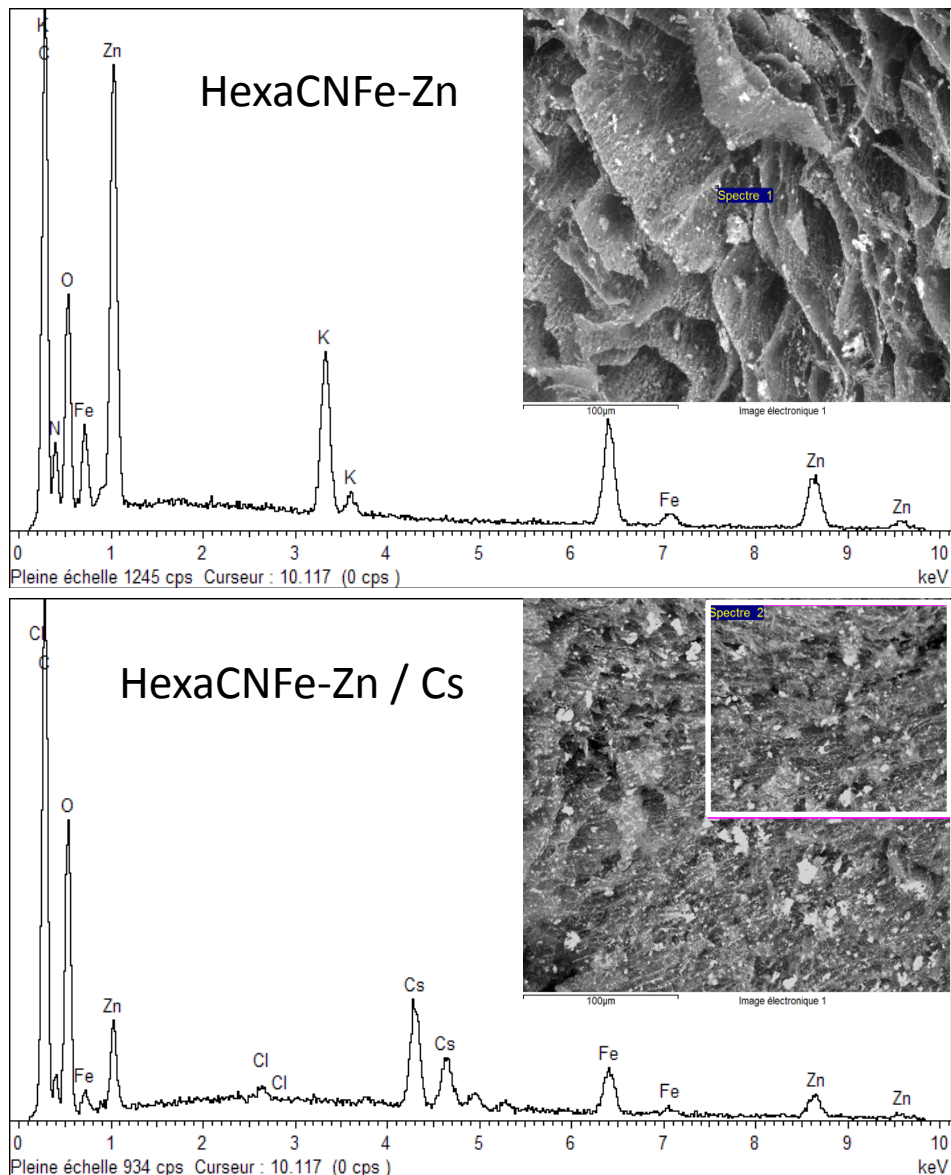 K
C
Zn
HexaCNFe-Zn
O
N
Fe
K
K
Fe
Zn
Zn
Spectre 1
100µm
Image électronique 1
0 1 2 3 4 5 6 7 8 9 10
Pleine échelle 1245 cps Curseur : 10.117 (0 cps )
keV
Cl
C
HexaCNFe-Zn / Cs
O
Zn
Fe
Cl
Cl
Cs
Cs
Fe
Fe
Zn
Zn
Spectre 2
100µm
Image électronique 1
0 1 2 3 4 5 6 7 8 9 10
Pleine échelle 934 cps Curseur : 10.117 (0 cps )
keV